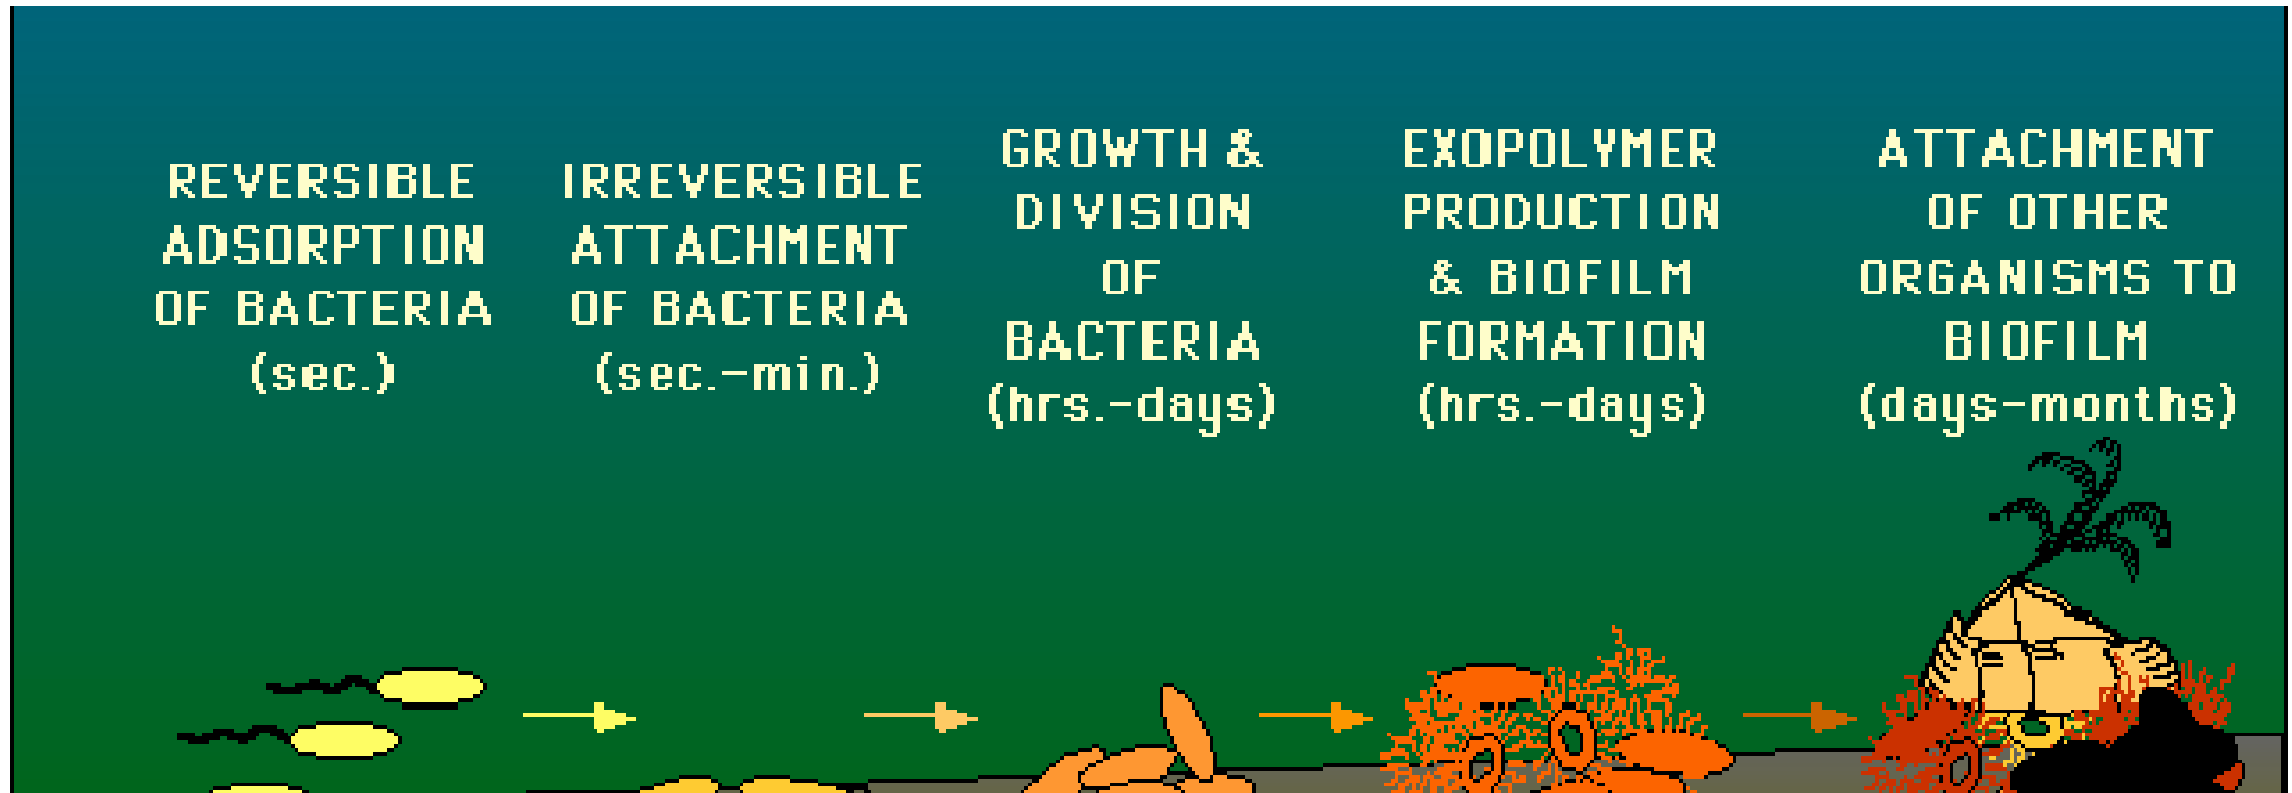 REVERSIBLE
ADSORPTION
OF BACTERIA
(sec.)
IRREVERSIBLE
ATTACHMENT
OF BACTERIA
(sec.-min.)
GROWTH &
DIVISION
OF
BACTERIA
(hrs.-days)
EXOPOLYMER
PRODUCTION
& BIOFILM
FORMATION
(hrs.-days)
ATTACHMENT
OF OTHER
ORGANISMS TO
BIOFILM
(days-months)